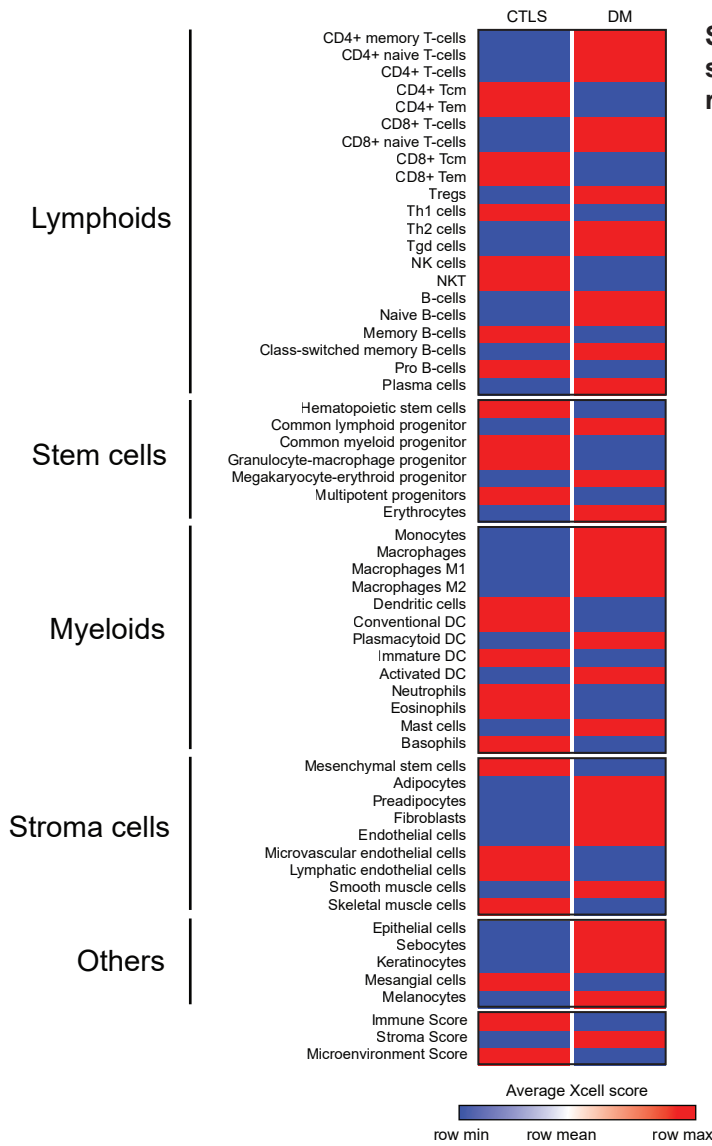 CTLS DM
S
s
r
Lymphoids
CD4+ memory T-cells
CD4+ naive T-cells
CD4+ T-cells
CD4+ Tcm
CD4+ Tem
CD8+ T-cells
CD8+ naive T-cells
CD8+ Tcm
CD8+ Tem
Tregs
Th1 cells
Th2 cells
Tgd cells
NK cells
NKT
B-cells
Naive B-cells
Memory B-cells
Class-switched memory B-cells
Pro B-cells
Plasma cells
Stem cells
Hematopoietic stem cells
Common lymphoid progenitor
Common myeloid progenitor
Granulocyte-macrophage progenitor
Megakaryocyte-erythroid progenitor
Multipotent progenitors
Erythrocytes
Myeloids
Monocytes
Macrophages
Macrophages M1
Macrophages M2
Dendritic cells
Conventional DC
Plasmacytoid DC
Immature DC
Activated DC
Neutrophils
Eosinophils
Mast cells
Basophils
Stroma cells
Mesenchymal stem cells
Adipocytes
Preadipocytes
Fibroblasts
Endothelial cells
Microvascular endothelial cells
Lymphatic endothelial cells
Smooth muscle cells
Skeletal muscle cells
Others
Epithelial cells
Sebocytes
Keratinocytes
Mesangial cells
Melanocytes
Immune Score
Stroma Score
Microenvironment Score
Average Xcell score
row min row mean row max